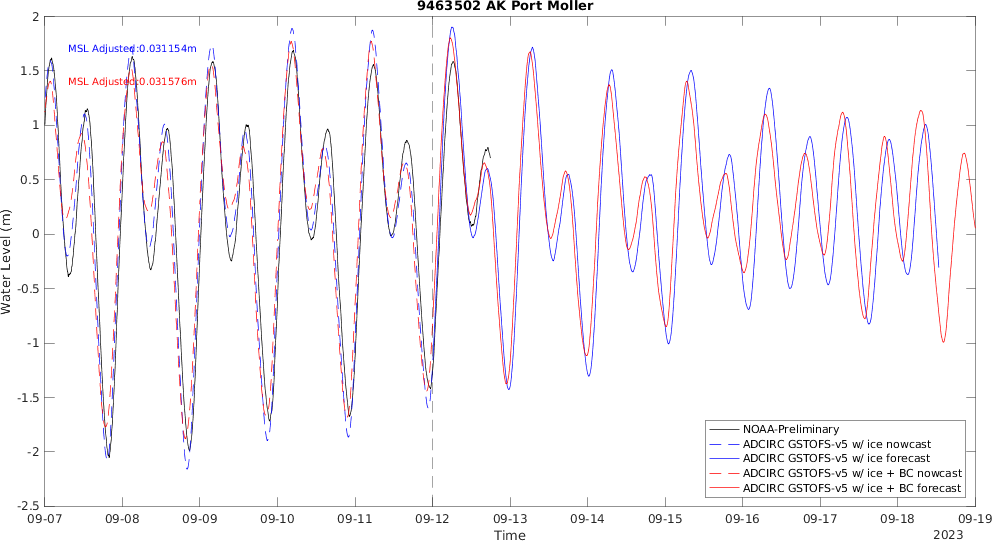 9463502 AK Port Moller
MSL Adjusted:0.031154m
MSL Adjusted:0.031576m
2
1.5
1
0.5
0
-0.5
-1
-1.5
-2
-2.5
Water Level (m)
NOAA-Preliminary
ADCIRC GSTOFS-v5 w/ ice nowcast
ADCIRC GSTOFS-v5 w/ ice forecast
ADCIRC GSTOFS-v5 w/ ice + BC nowcast
ADCIRC GSTOFS-v5 w/ ice + BC forecast
09-07 09-08 09-09 09-10 09-11 09-12 09-13 09-14 09-15 09-16 09-17 09-18 09-19
Time
2023